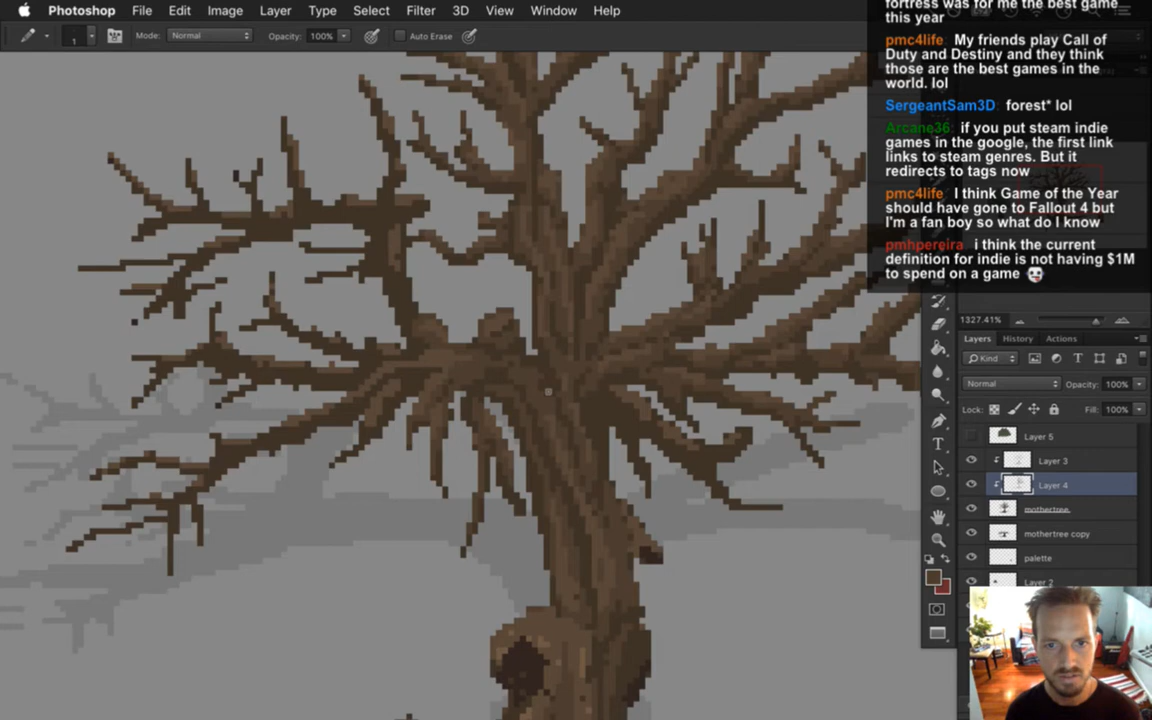 Photoshop File Edit Image Layer Type Select Filter 3D View Window Help
1 Mode: Normal Opacity: 100% Auto Erase
fortress was for me the best game
this year
pmc4life My friends play Call of
Duty and Destiny and they think
those are the best games in the
world. lol
SergeantSam3D: forest* lol
Arcane36: if you put steam indie
games in the google, the first link
links to steam genres. But it
redirects to tags now
pmc4life I think Game of the Year
should have gone to Fallout 4 but
I'm a fan boy so what do I know
pmhpereira i think the current
definition for indie is not having $1M
to spend on a game
1327.41%
Layers History Actions
Kind
Normal Opacity: 100%
Lock: Fill: 100%
Layer 5
Layer 3
Layer 4
mothertree
mothertree copy
palette
Layer 2
T